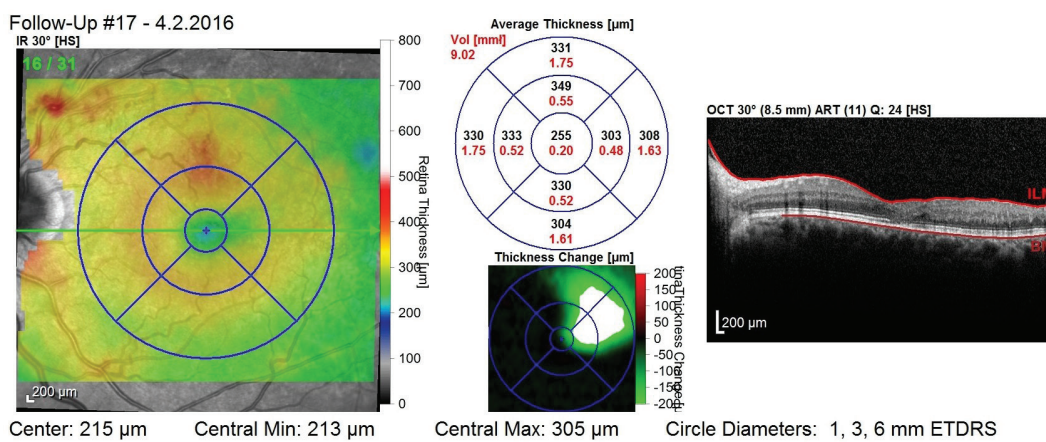 Follow-Up #17 - 4.2.2016
IR 30° [HS]
16 / 31
200 µm
800
700
600
500
400
300
200
100
0
Retina Thickness [µm]
Average Thickness [µm]
Vol [mm³]
9.02
331
1.75
349
0.55
330
1.75
333
0.52
255
0.20
303
0.48
308
1.63
330
0.52
304
1.61
Thickness Change [µm]
200
150
100
50
0
-50
-100
-150
-20
tinaThickness Change
OCT 30° (8.5 mm) ART (11) Q: 24 [HS]
ILM
200 µm
Center: 215 µm Central Min: 213 µm Central Max: 305 µm Circle Diameters: 1, 3, 6 mm ETDRS